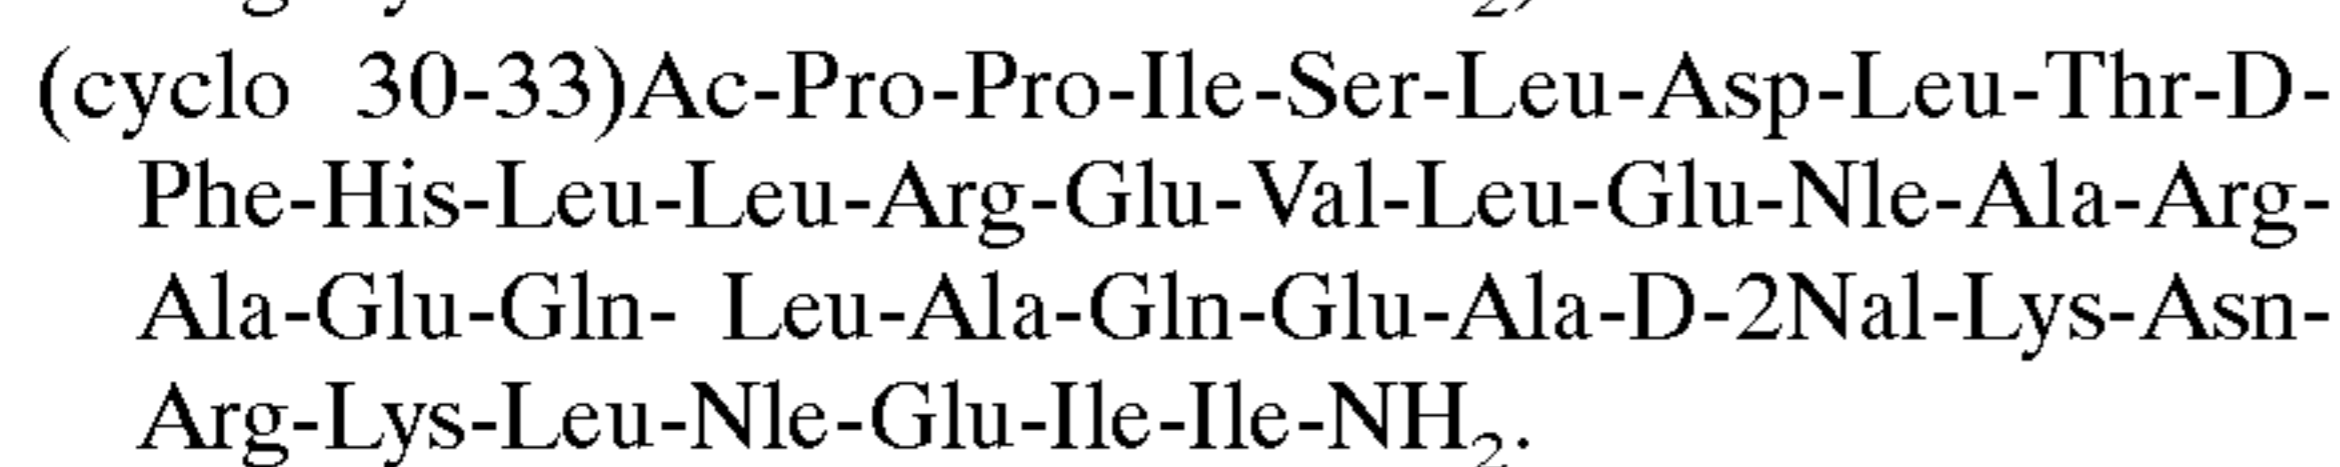 (cyclo 30-33)Ac-Pro-Pro-Ile-Ser-Leu-Asp-Leu-Thr-D-
Phe-His-Leu-Leu-Arg-Glu-Val-Leu-Glu-Nle-Ala-Arg-
Ala-Glu-Gln- Leu-Ala-Gln-Glu-Ala-D-2Nal-Lys-Asn-
Arg-Lys-Leu-Nle-Glu-Ile-Ile-NH₂.